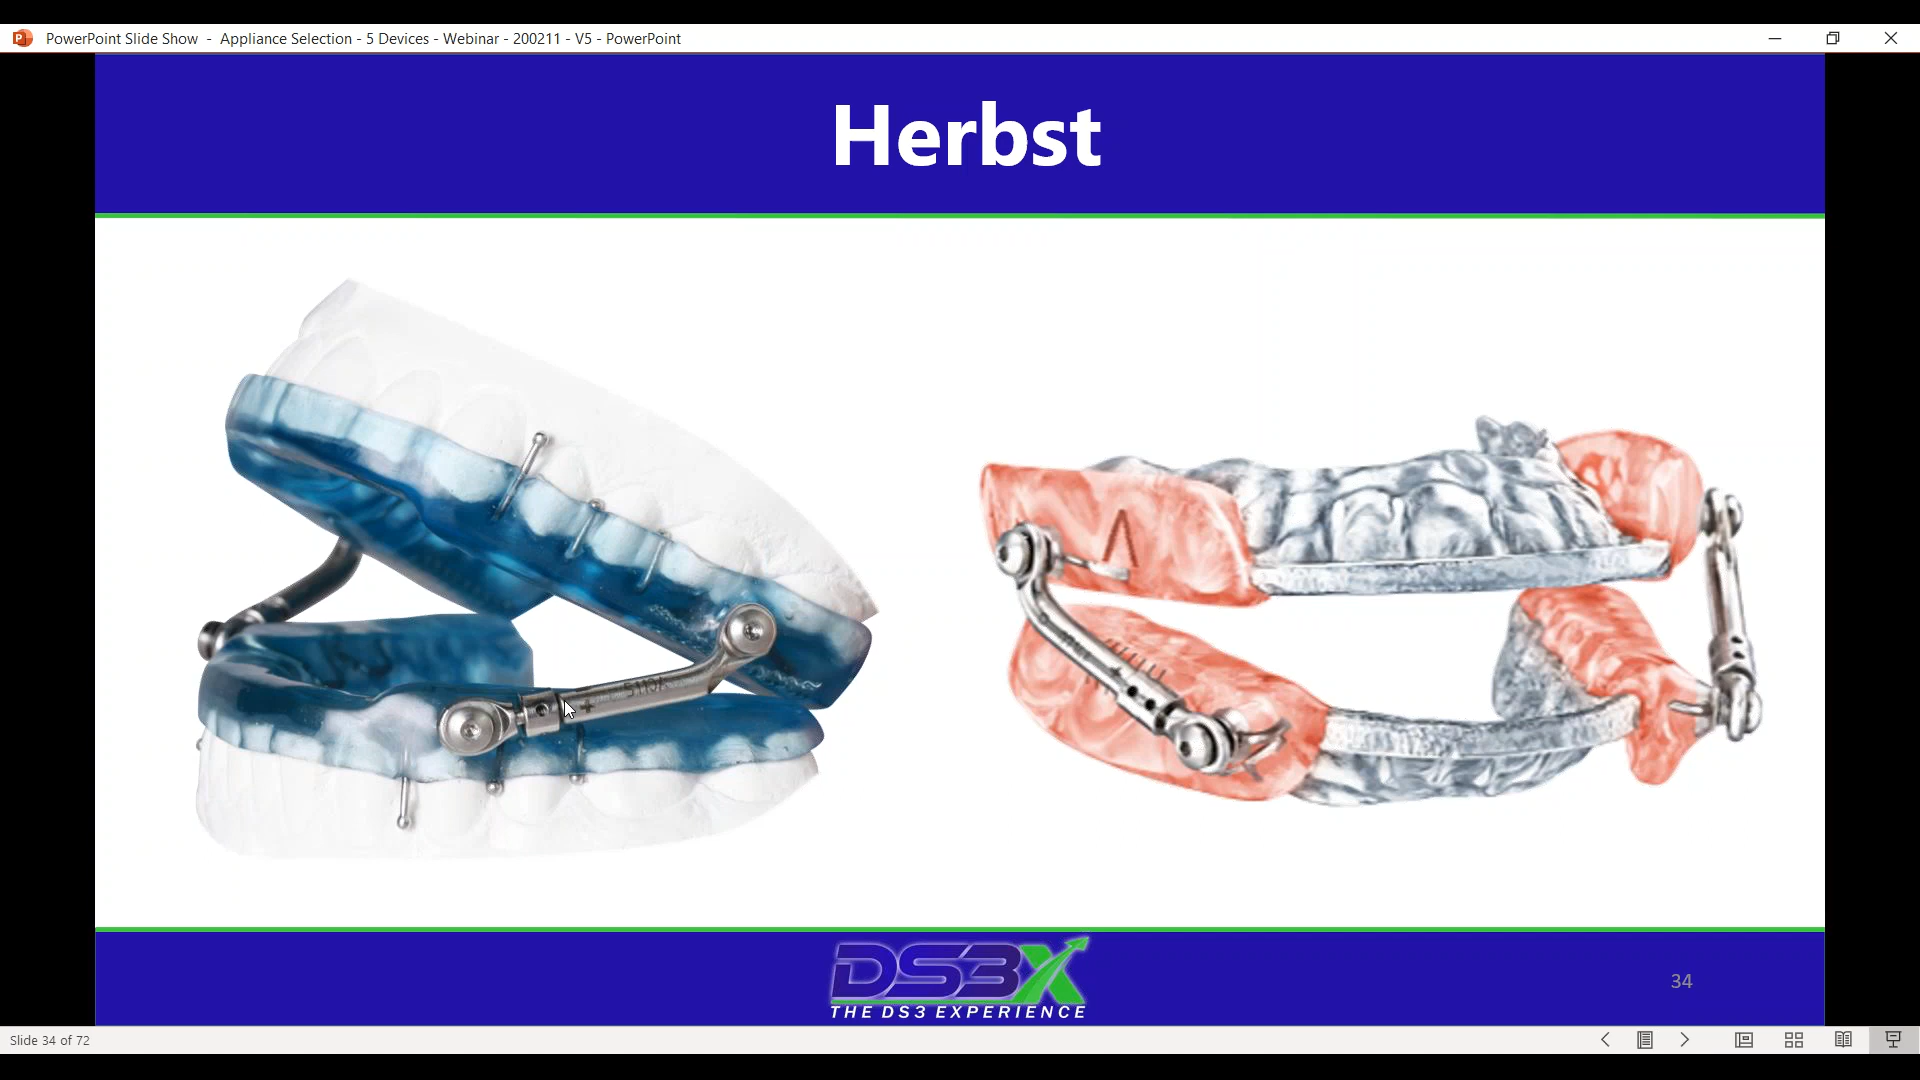 PowerPoint Slide Show - Appliance Selection - 5 Devices - Webinar - 200211 - V5 - PowerPoint
Herbst
DS3X
THE DS3 EXPERIENCE
34
Slide 34 of 72